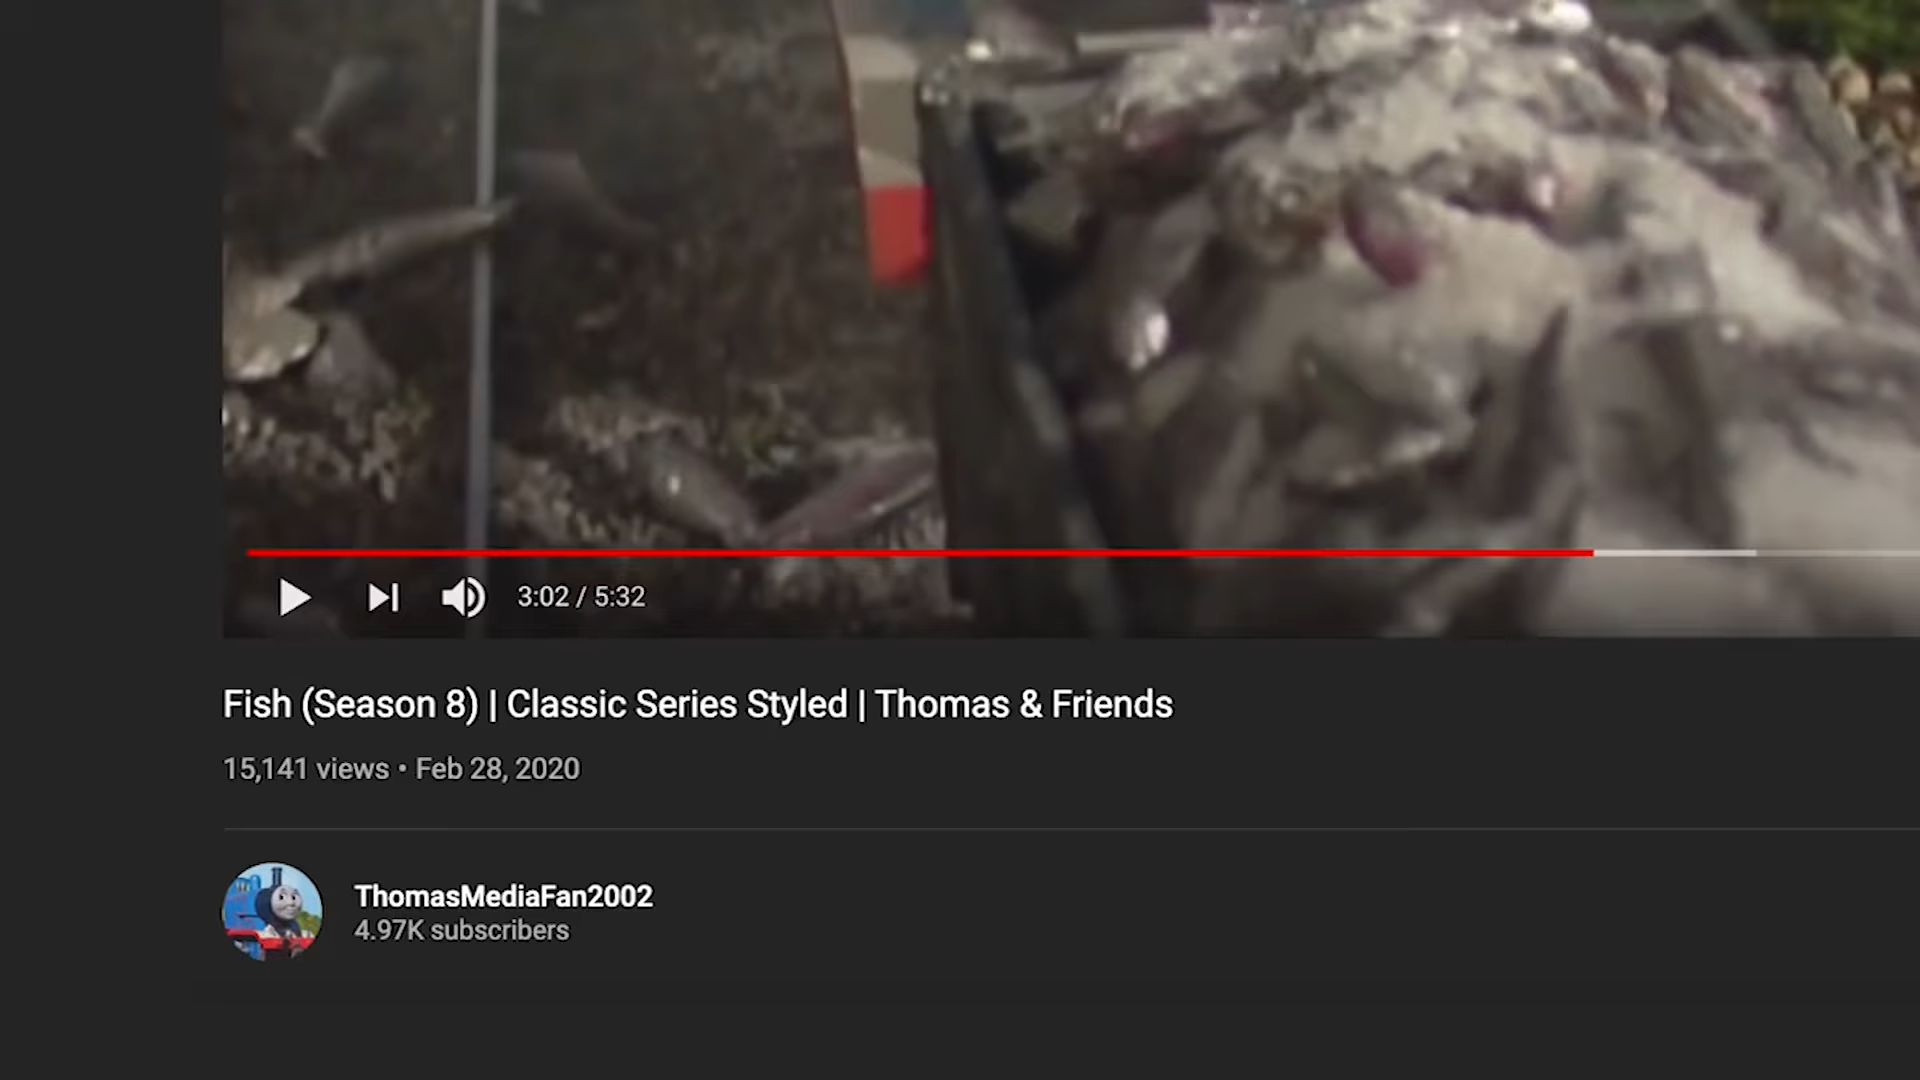 3:02 / 5:32
Fish (Season 8) | Classic Series Styled | Thomas & Friends
15,141 views • Feb 28, 2020
ThomasMediaFan2002
4.97K subscribers